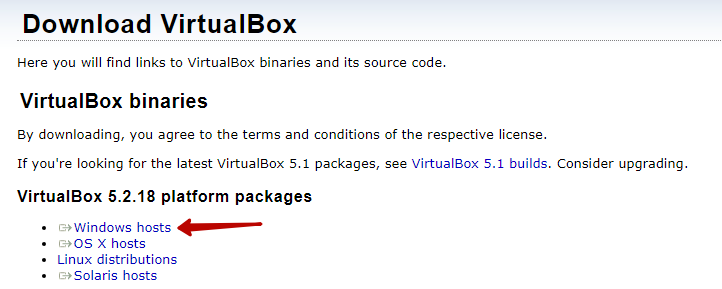 Download VirtualBox
Here you will find links to VirtualBox binaries and its source code.
VirtualBox binaries
By downloading, you agree to the terms and conditions of the respective license.
If you're looking for the latest VirtualBox 5.1 packages, see VirtualBox 5.1 builds. Consider upgrading.
VirtualBox 5.2.18 platform packages
Windows hosts
OS X hosts
Linux distributions
Solaris hosts